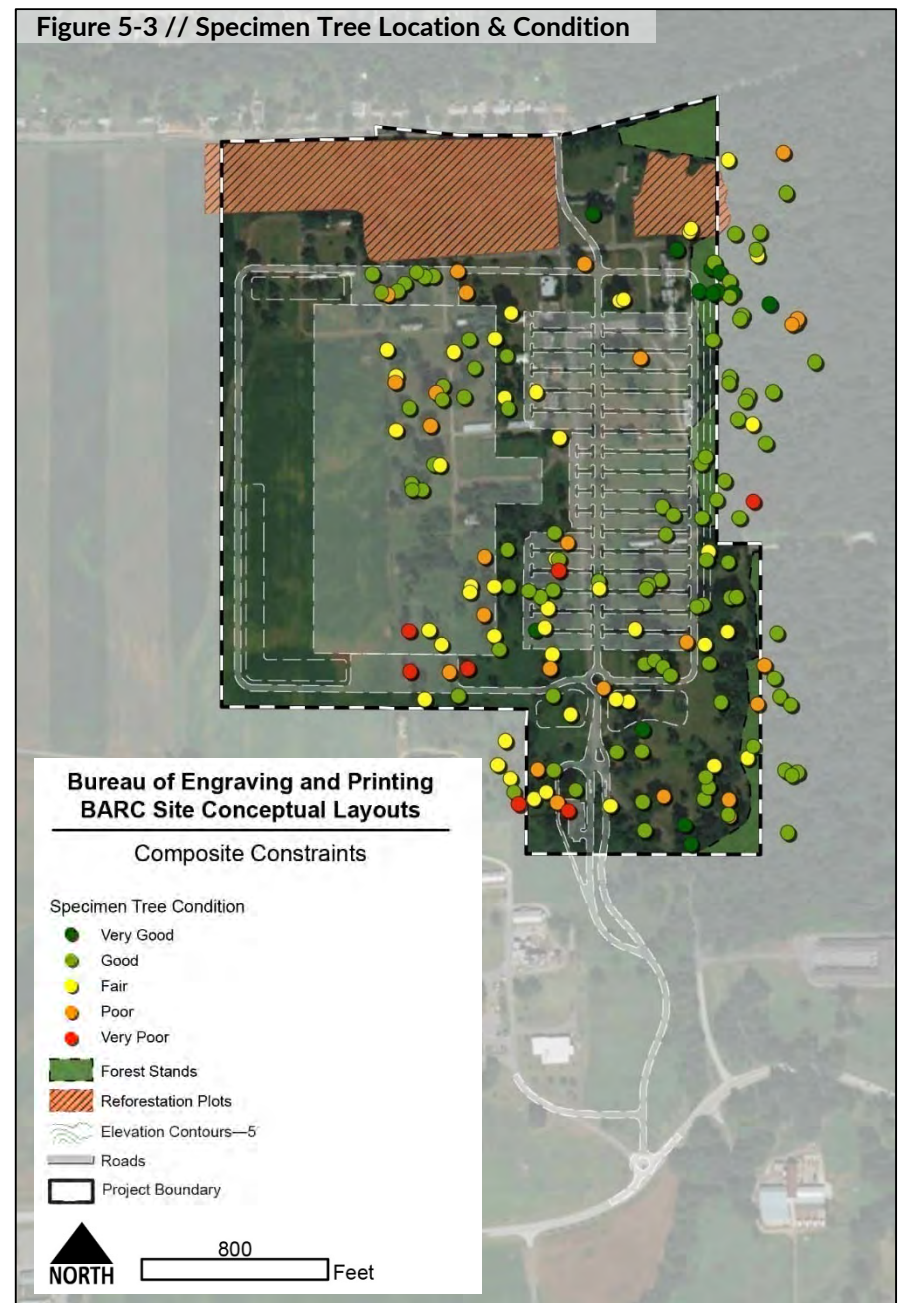 Figure 5-3 // Specimen Tree Location & Condition
Bureau of Engraving and Printing
BARC Site Conceptual Layouts
Composite Constraints
Specimen Tree Condition
Very Good
Good
Fair
Poor
Very Poor
Forest Stands
Reforestation Plots
Elevation Contours—5
Roads
Project Boundary
NORTH
800
Feet